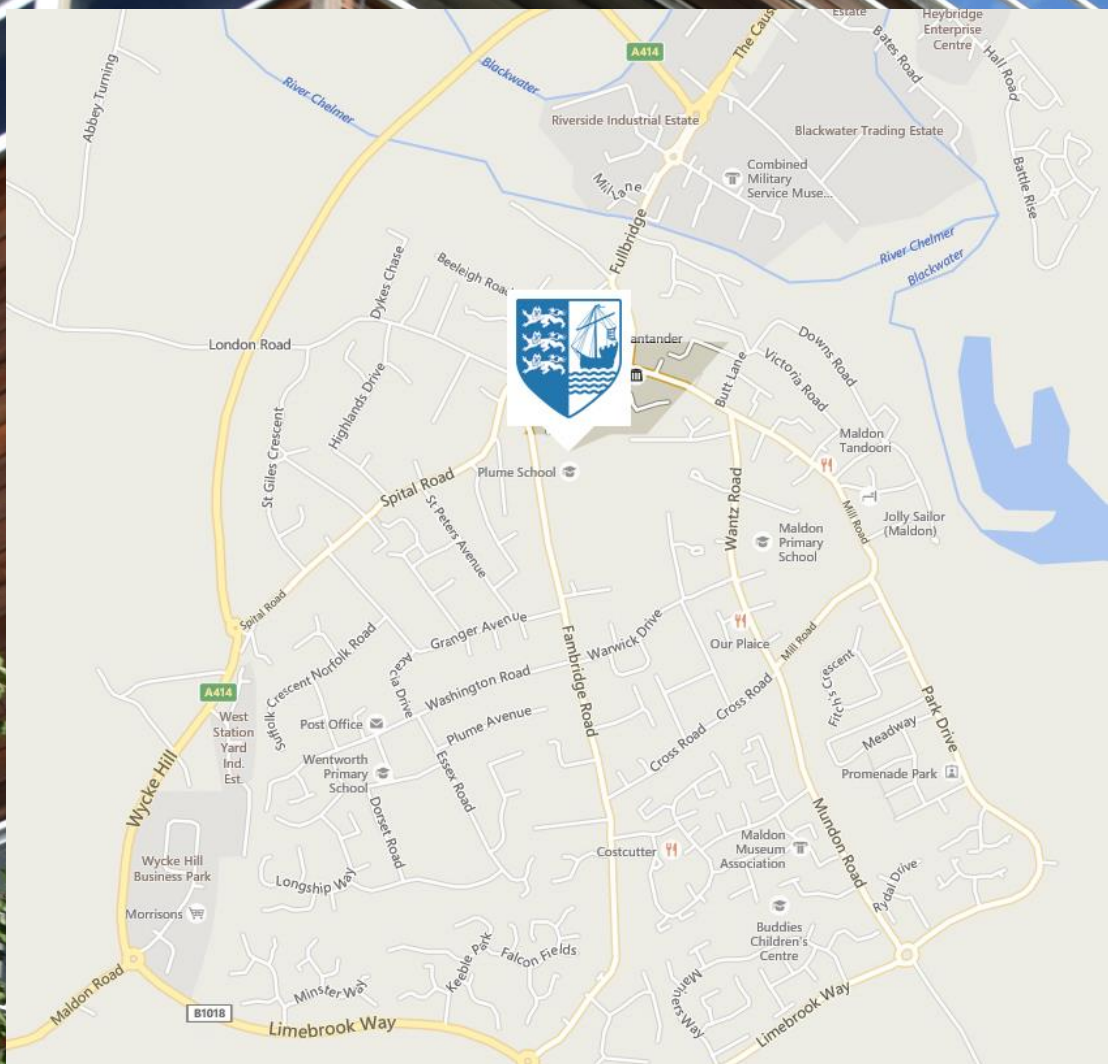 Estate
Heybridge
Enterprise
Centre
A414
The Caus
Bates Road
Hall Road
Abbey Turning
Blackwater
River Chelmer
Riverside Industrial Estate
Blackwater Trading Estate
Combined
Military
Service Muse...
Battle Rise
Mill Lane
Fullbridge
River Chelmer
Blackwater
Beeleigh Road
Dykes Chase
London Road
antander
Downs Road
Victoria Road
Butt Lane
Highlands Drive
St Giles Crescent
Maldon
Tandoori
Plume School
Spital Road
St Peters Avenue
Wantz Road
Mill Road
Jolly Sailor
(Maldon)
Maldon
Primary
School
Spital Road
Granger Avenue
Warwick Drive
Our Plaice
Mill Road
Norfolk Road
Suffolk Crescent
Acacia Drive
Washington Road
Fambridge Road
Cross Road
Fitch's Crescent
A414
West
Station
Yard
Ind.
Est.
Post Office
Plume Avenue
Cross Road
Meadway
Park Drive
Wentworth
Primary
School
Essex Road
Promenade Park
Wycke Hill
Dorset Road
Mundon Road
Costcutter
Maldon
Museum
Association
Wycke Hill
Business Park
Longship Way
Rydal Drive
Morrisons
Buddies
Children's
Centre
Keeble Park
Falcon Fields
Maldon Road
Minster Way
Mariners Way
B1018
Limebrook Way
Limebrook Way